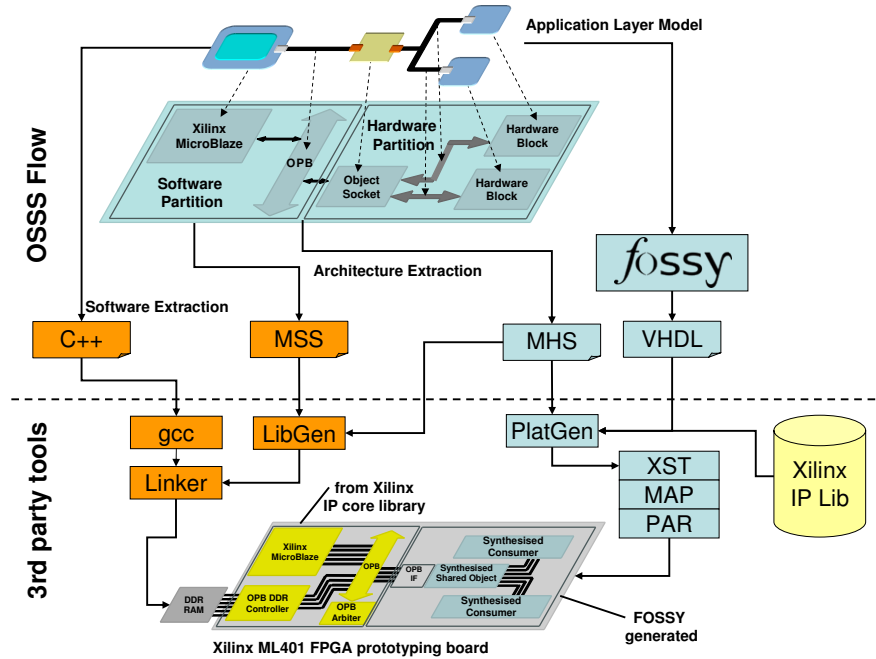 Application Layer Model
OSSS Flow
Xilinx
MicroBlaze
OPB
Software
Partition
Hardware
Partition
Object
Socket
Hardware
Block
Hardware
Block
Architecture Extraction
Software Extraction
fossy
C++
MSS
MHS
VHDL
3rd party tools
gcc
LibGen
PlatGen
Linker
XST
MAP
PAR
Xilinx
IP Lib
from Xilinx
IP core library
Xilinx
MicroBlaze
OPB
OPB DDR
Controller
OPB
Arbiter
DDR
RAM
OPB
IF
Synthesised
Shared Object
Synthesised
Consumer
Synthesised
Consumer
FOSSY
generated
Xilinx ML401 FPGA prototyping board